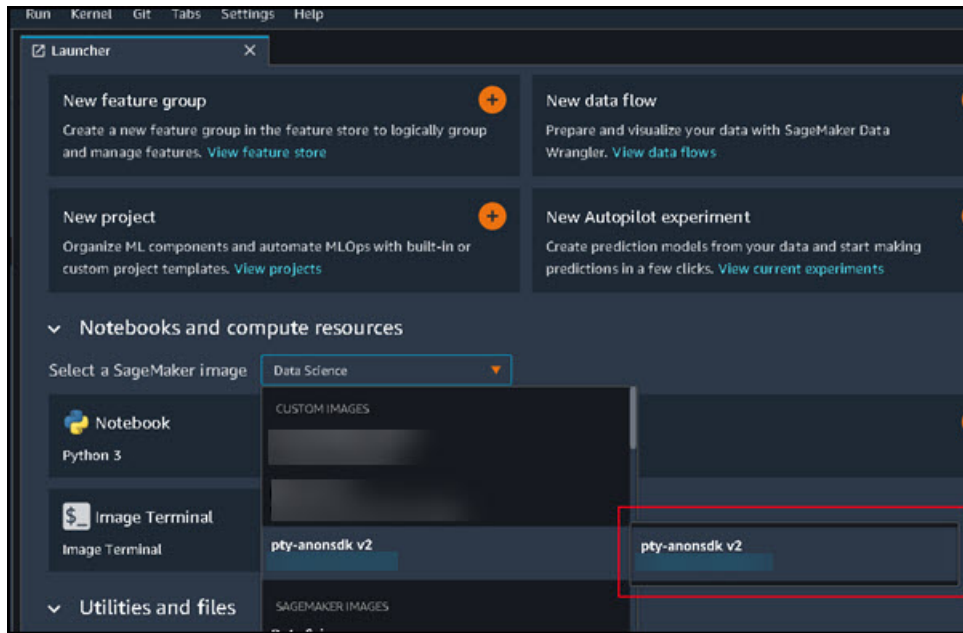 Run Kernel Git Tabs Settings Help
Launcher
New feature group
Create a new feature group in the feature store to logically group
and manage features. View feature store
New data flow
Prepare and visualize your data with SageMaker Data
Wrangler. View data flows
New project
Organize ML components and automate MLOps with built-in or
custom project templates. View projects
New Autopilot experiment
Create prediction models from your data and start making
predictions in a few clicks. View current experiments
Notebooks and compute resources
Select a SageMaker image
Data Science
CUSTOM IMAGES
Notebook
Python 3
$_ Image Terminal
Image Terminal
pty-anonsdk v2
pty-anonsdk v2
Utilities and files
SAGEMAKER IMAGES